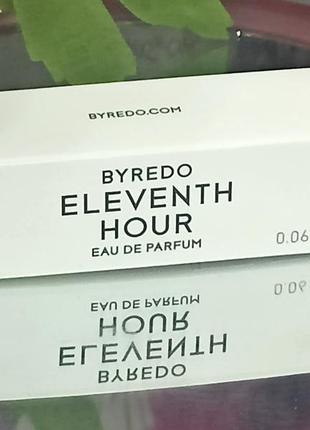 BYREDO.COM
BYREDO
ELEVENTH
HOUR
EAU DE PARFUM
0.06